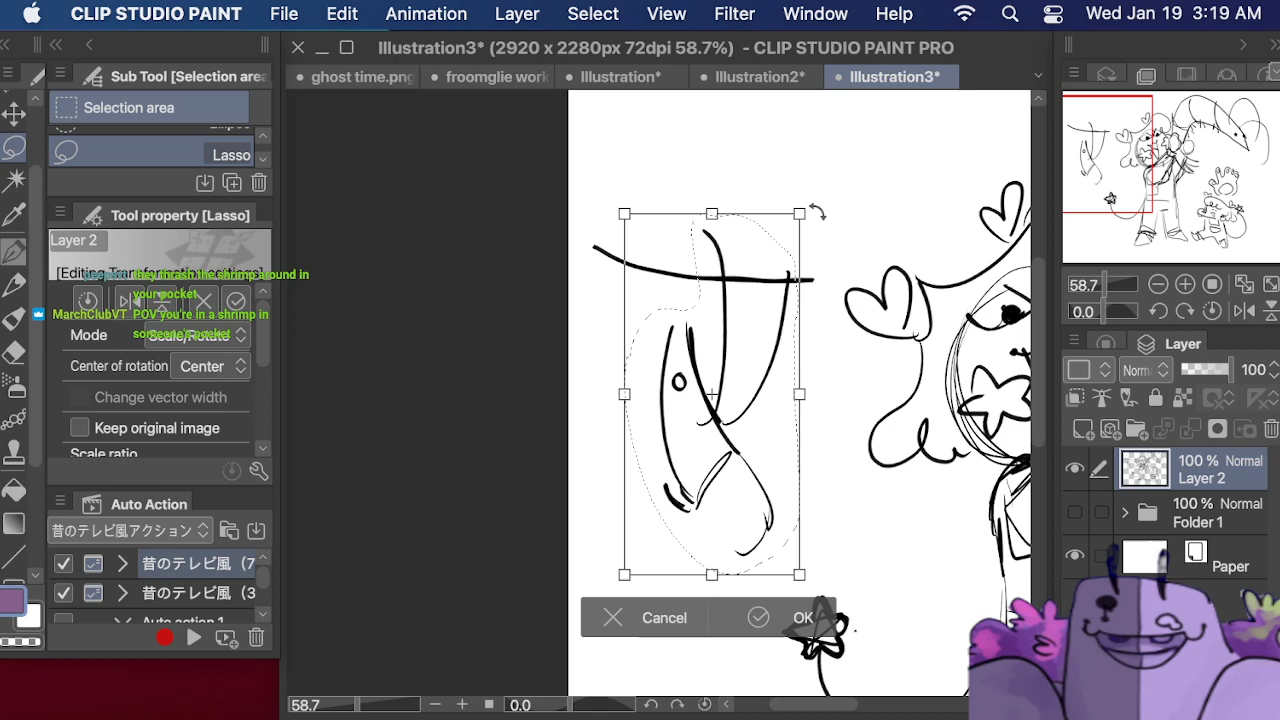 CLIP STUDIO PAINT File Edit Animation Layer Select View Filter Window Help Wed Jan 19 3:19 AM
Illustration3* (2920 x 2280px 72dpi 58.7%) - CLIP STUDIO PAINT PRO
Sub Tool [Selection area
ghost time.png froomglie work Illustration* Illustration2* Illustration3*
Selection area
Lasso
Tool property [Lasso]
Layer 2
they thrash the shrimp around in
your pocket
MarchClubVT POV you're in a shrimp in
pocket
Mode Scale/Rotate
Center of rotation Center
Change vector width
Keep original image
Scale ratio
Auto Action
昔のテレビ風アクション
昔のテレビ風 (7
昔のテレビ風 (3
Auto action 1
Cancel OK
58.7 0.0
58.7
0.0
Layer
Norm 100
100 % Normal
Layer 2
100 % Normal
Folder 1
Paper